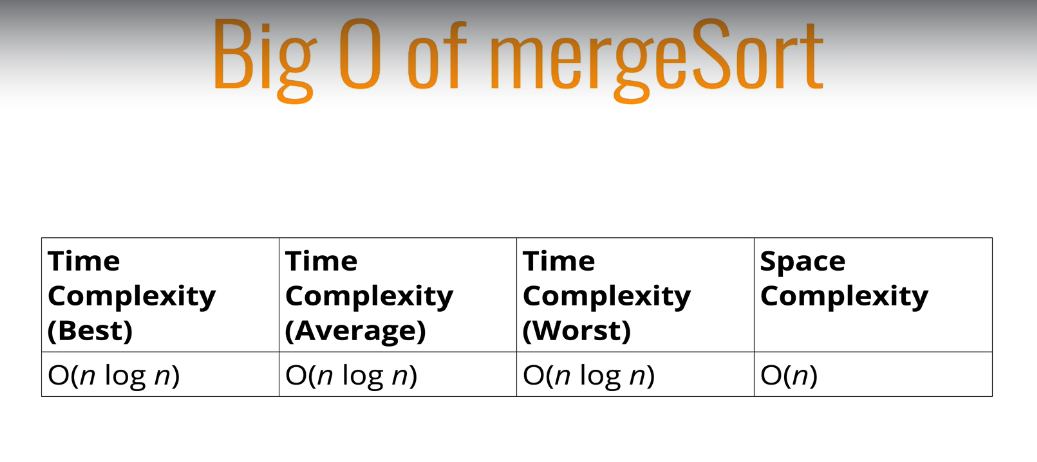 Big O of mergeSort
Time Complexity (Best)
Time Complexity (Average)
Time Complexity (Worst)
Space Complexity
O(n log n)
O(n log n)
O(n log n)
O(n)